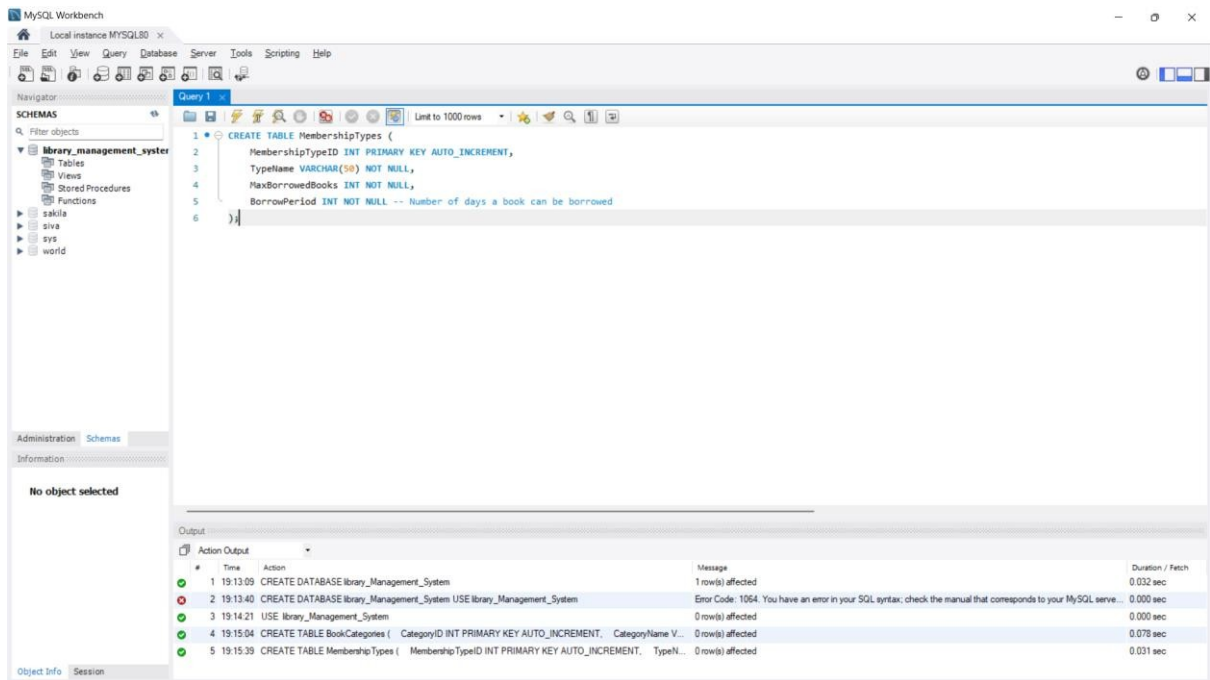 MySQL Workbench
Local instance MYSQL80 ×
File Edit View Query Database Server Tools Scripting Help
Navigator
Query 1 ×
SCHEMAS
Filter objects
library_management_syster
Tables
Views
Stored Procedures
Functions
sakila
siva
sys
world
Limit to 1000 rows
1 CREATE TABLE MembershipTypes (
2 MembershipTypeID INT PRIMARY KEY AUTO_INCREMENT,
3 TypeName VARCHAR(50) NOT NULL,
4 MaxBorrowedBooks INT NOT NULL,
5 BorrowPeriod INT NOT NULL -- Number of days a book can be borrowed
6 );
Administration Schemas
Information
No object selected
Output
Action Output
# Time Action Message Duration / Fetch
1 19:13:09 CREATE DATABASE library_Management_System 1 row(s) affected 0.032 sec
2 19:13:40 CREATE DATABASE library_Management_System USE library_Management_System Error Code: 1064. You have an error in your SQL syntax; check the manual that corresponds to your MySQL serve... 0.000 sec
3 19:14:21 USE library_Management_System 0 row(s) affected 0.000 sec
4 19:15:04 CREATE TABLE BookCategories ( CategoryID INT PRIMARY KEY AUTO_INCREMENT, CategoryName V... 0 row(s) affected 0.078 sec
5 19:15:39 CREATE TABLE MembershipTypes ( MembershipTypeID INT PRIMARY KEY AUTO_INCREMENT, TypeN... 0 row(s) affected 0.031 sec
Object Info Session